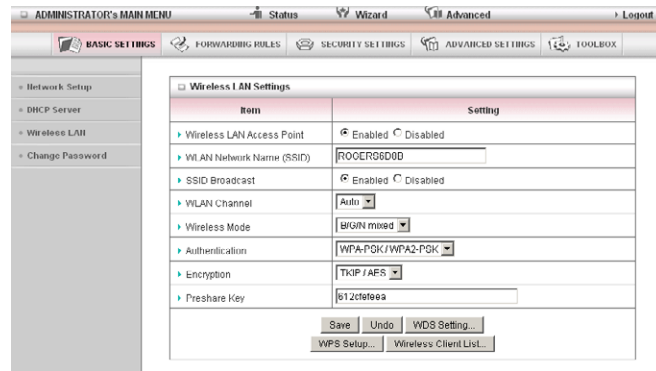 ADMINISTRATOR's MAIN MENU Status Wizard Advanced Logout
BASIC SETTINGS FORWARDING RULES SECURITY SETTINGS ADVANCED SETTINGS TOOLBOX
Network Setup
DHCP Server
Wireless LAN
Change Password
Wireless LAN Settings
Item Setting
Wireless LAN Access Point Enabled Disabled
WLAN Network Name (SSID)
SSID Broadcast Enabled Disabled
WLAN Channel Auto
Wireless Mode B/G/N mixed
Authentication WPA-PSK / WPA2-PSK
Encryption TKIP / AES
Preshare Key
Save Undo WDS Setting...
WPS Setup... Wireless Client List...